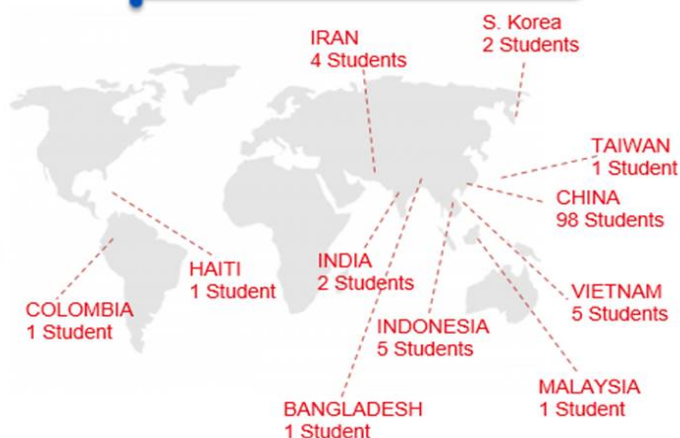 S. Korea
2 Students
IRAN
4 Students
TAIWAN
1 Student
CHINA
98 Students
HAITI
1 Student
INDIA
2 Students
VIETNAM
5 Students
COLOMBIA
1 Student
INDONESIA
5 Students
MALAYSIA
1 Student
BANGLADESH
1 Student